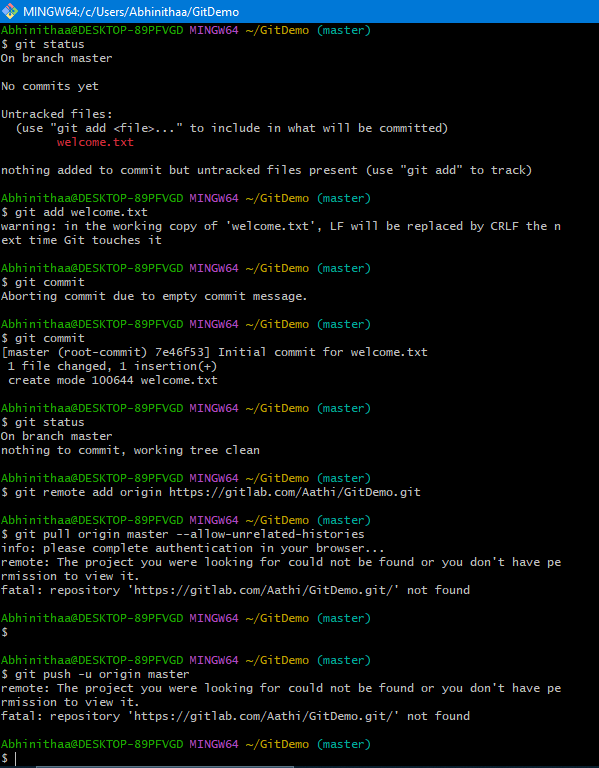 MINGW64:/c/Users/Abhinithaa/GitDemo
Abhinithaa@DESKTOP-89PFVGD MINGW64 ~/GitDemo (master)
$ git status
On branch master
No commits yet
Untracked files:
(use "git add <file>..." to include in what will be committed)
welcome.txt
nothing added to commit but untracked files present (use "git add" to track)
Abhinithaa@DESKTOP-89PFVGD MINGW64 ~/GitDemo (master)
$ git add welcome.txt
warning: in the working copy of 'welcome.txt', LF will be replaced by CRLF the n
ext time Git touches it
Abhinithaa@DESKTOP-89PFVGD MINGW64 ~/GitDemo (master)
$ git commit
Aborting commit due to empty commit message.
Abhinithaa@DESKTOP-89PFVGD MINGW64 ~/GitDemo (master)
$ git commit
[master (root-commit) 7e46f53] Initial commit for welcome.txt
1 file changed, 1 insertion(+)
create mode 100644 welcome.txt
Abhinithaa@DESKTOP-89PFVGD MINGW64 ~/GitDemo (master)
$ git status
On branch master
nothing to commit, working tree clean
Abhinithaa@DESKTOP-89PFVGD MINGW64 ~/GitDemo (master)
$ git remote add origin https://gitlab.com/Aathi/GitDemo.git
Abhinithaa@DESKTOP-89PFVGD MINGW64 ~/GitDemo (master)
$ git pull origin master --allow-unrelated-histories
info: please complete authentication in your browser...
remote: The project you were looking for could not be found or you don't have pe
rmission to view it.
fatal: repository 'https://gitlab.com/Aathi/GitDemo.git/' not found
Abhinithaa@DESKTOP-89PFVGD MINGW64 ~/GitDemo (master)
$
Abhinithaa@DESKTOP-89PFVGD MINGW64 ~/GitDemo (master)
$ git push -u origin master
remote: The project you were looking for could not be found or you don't have pe
rmission to view it.
fatal: repository 'https://gitlab.com/Aathi/GitDemo.git/' not found
Abhinithaa@DESKTOP-89PFVGD MINGW64 ~/GitDemo (master)
$